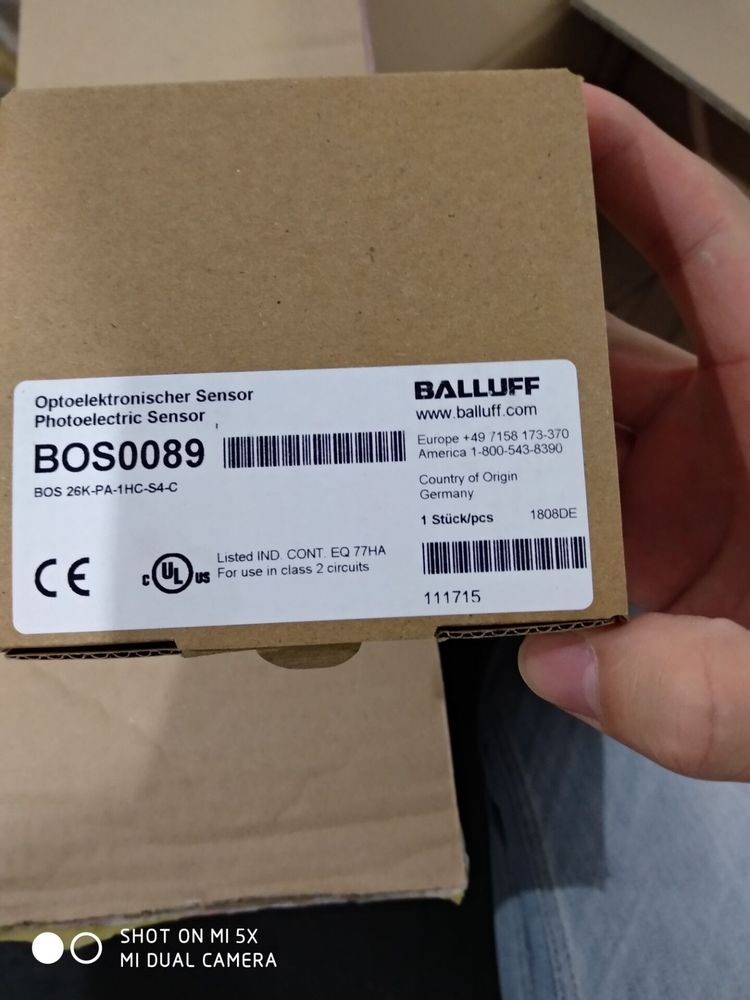 Optoelektronischer Sensor
Photoelectric Sensor
BOS0089
BOS 26K-PA-1HC-S4-C
BALLUFF
www.balluff.com
Europe +49 7158 173-370
America 1-800-543-8390
Country of Origin
Germany
1 Stück/pcs 1808DE
CE
C UL US
Listed IND. CONT. EQ 77HA
For use in class 2 circuits
111715
SHOT ON MI 5X
MI DUAL CAMERA